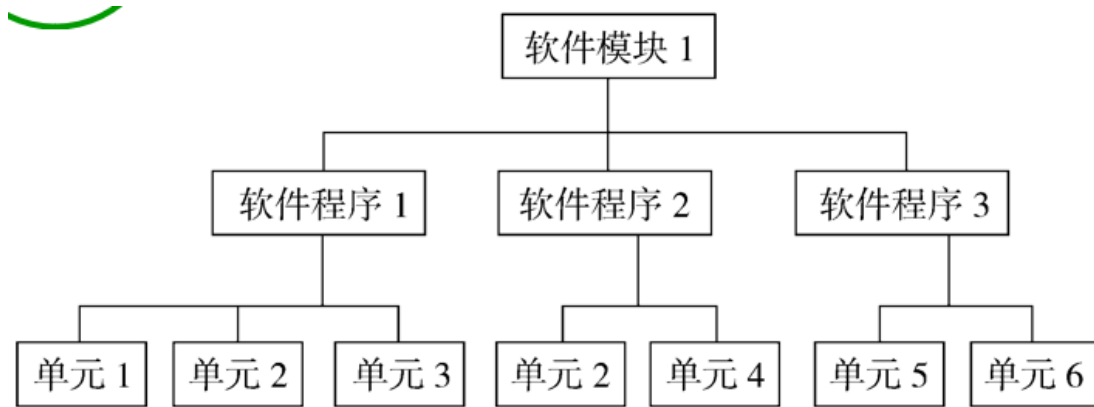 软件模块 1
软件程序 1
软件程序 2
软件程序 3
单元 1
单元 2
单元 3
单元 2
单元 4
单元 5
单元 6